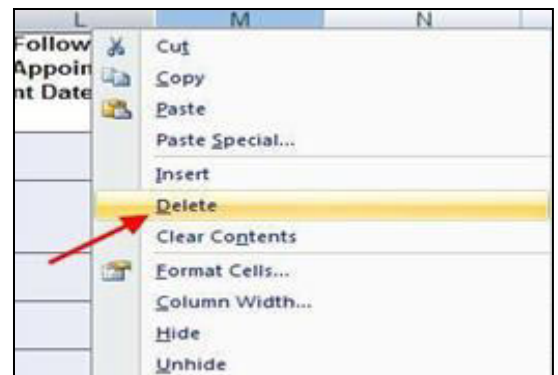 L M N
Follow
Appoin
nt Date
Cut
Copy
Paste
Paste Special...
Insert
Delete
Clear Contents
Format Cells...
Column Width...
Hide
Unhide